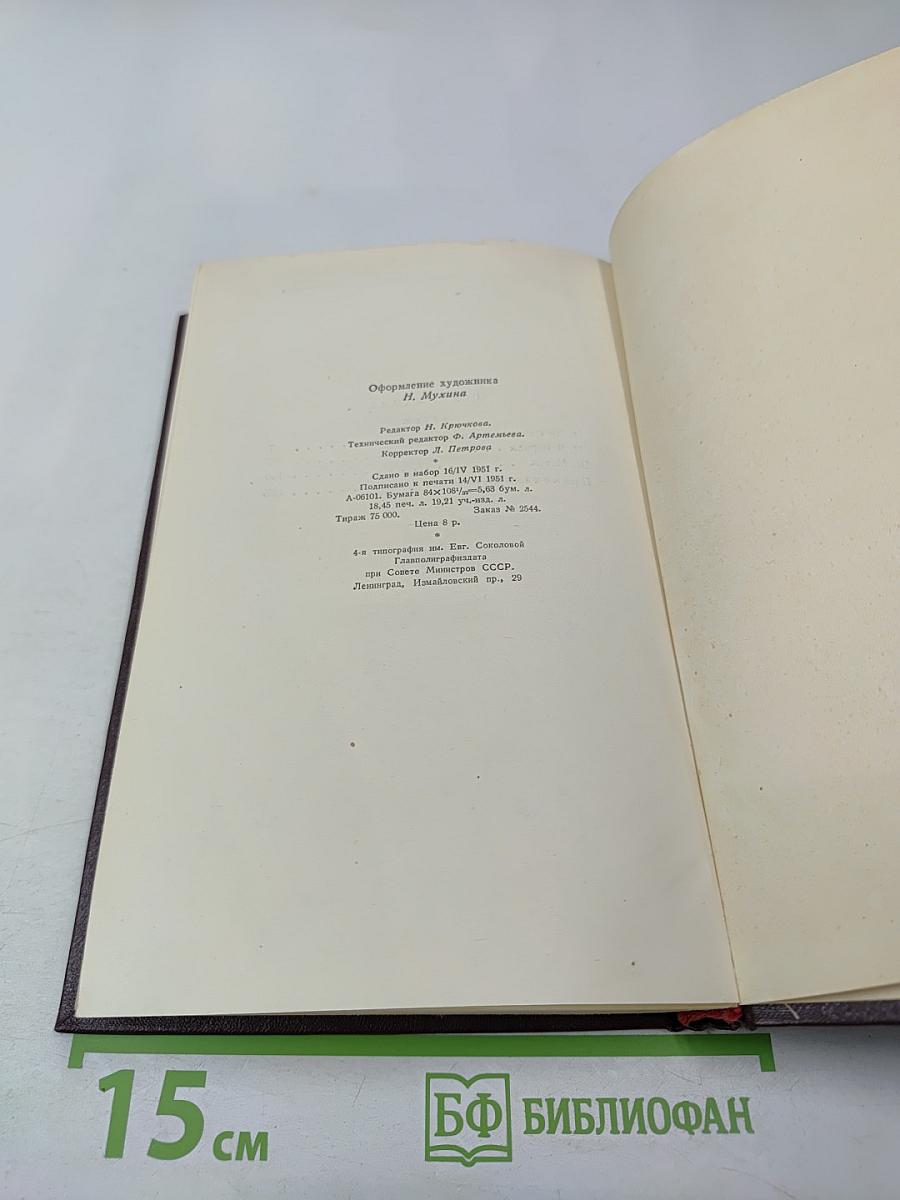 Оформление художника
Н. Мухина
Редактор Н. Крючкова.
Технический редактор Ф. Артемьева.
Корректор Л. Петрова
*
Сдано в набор 16/IV 1951 г.
Подписано к печати 14/VI 1951 г.
А-06101. Бумага 84×108¹/₃₂=5,63 бум. л.
18,45 печ. л. 19,21 уч.-изд. л.
Тираж 75 000. Заказ № 2544.
Цена 8 р.
*
4-я типография им. Евг. Соколовой
Главполиграфиздата
при Совете Министров СССР.
Ленинград, Измайловский пр., 29
15 см
БФ БИБЛИОФАН